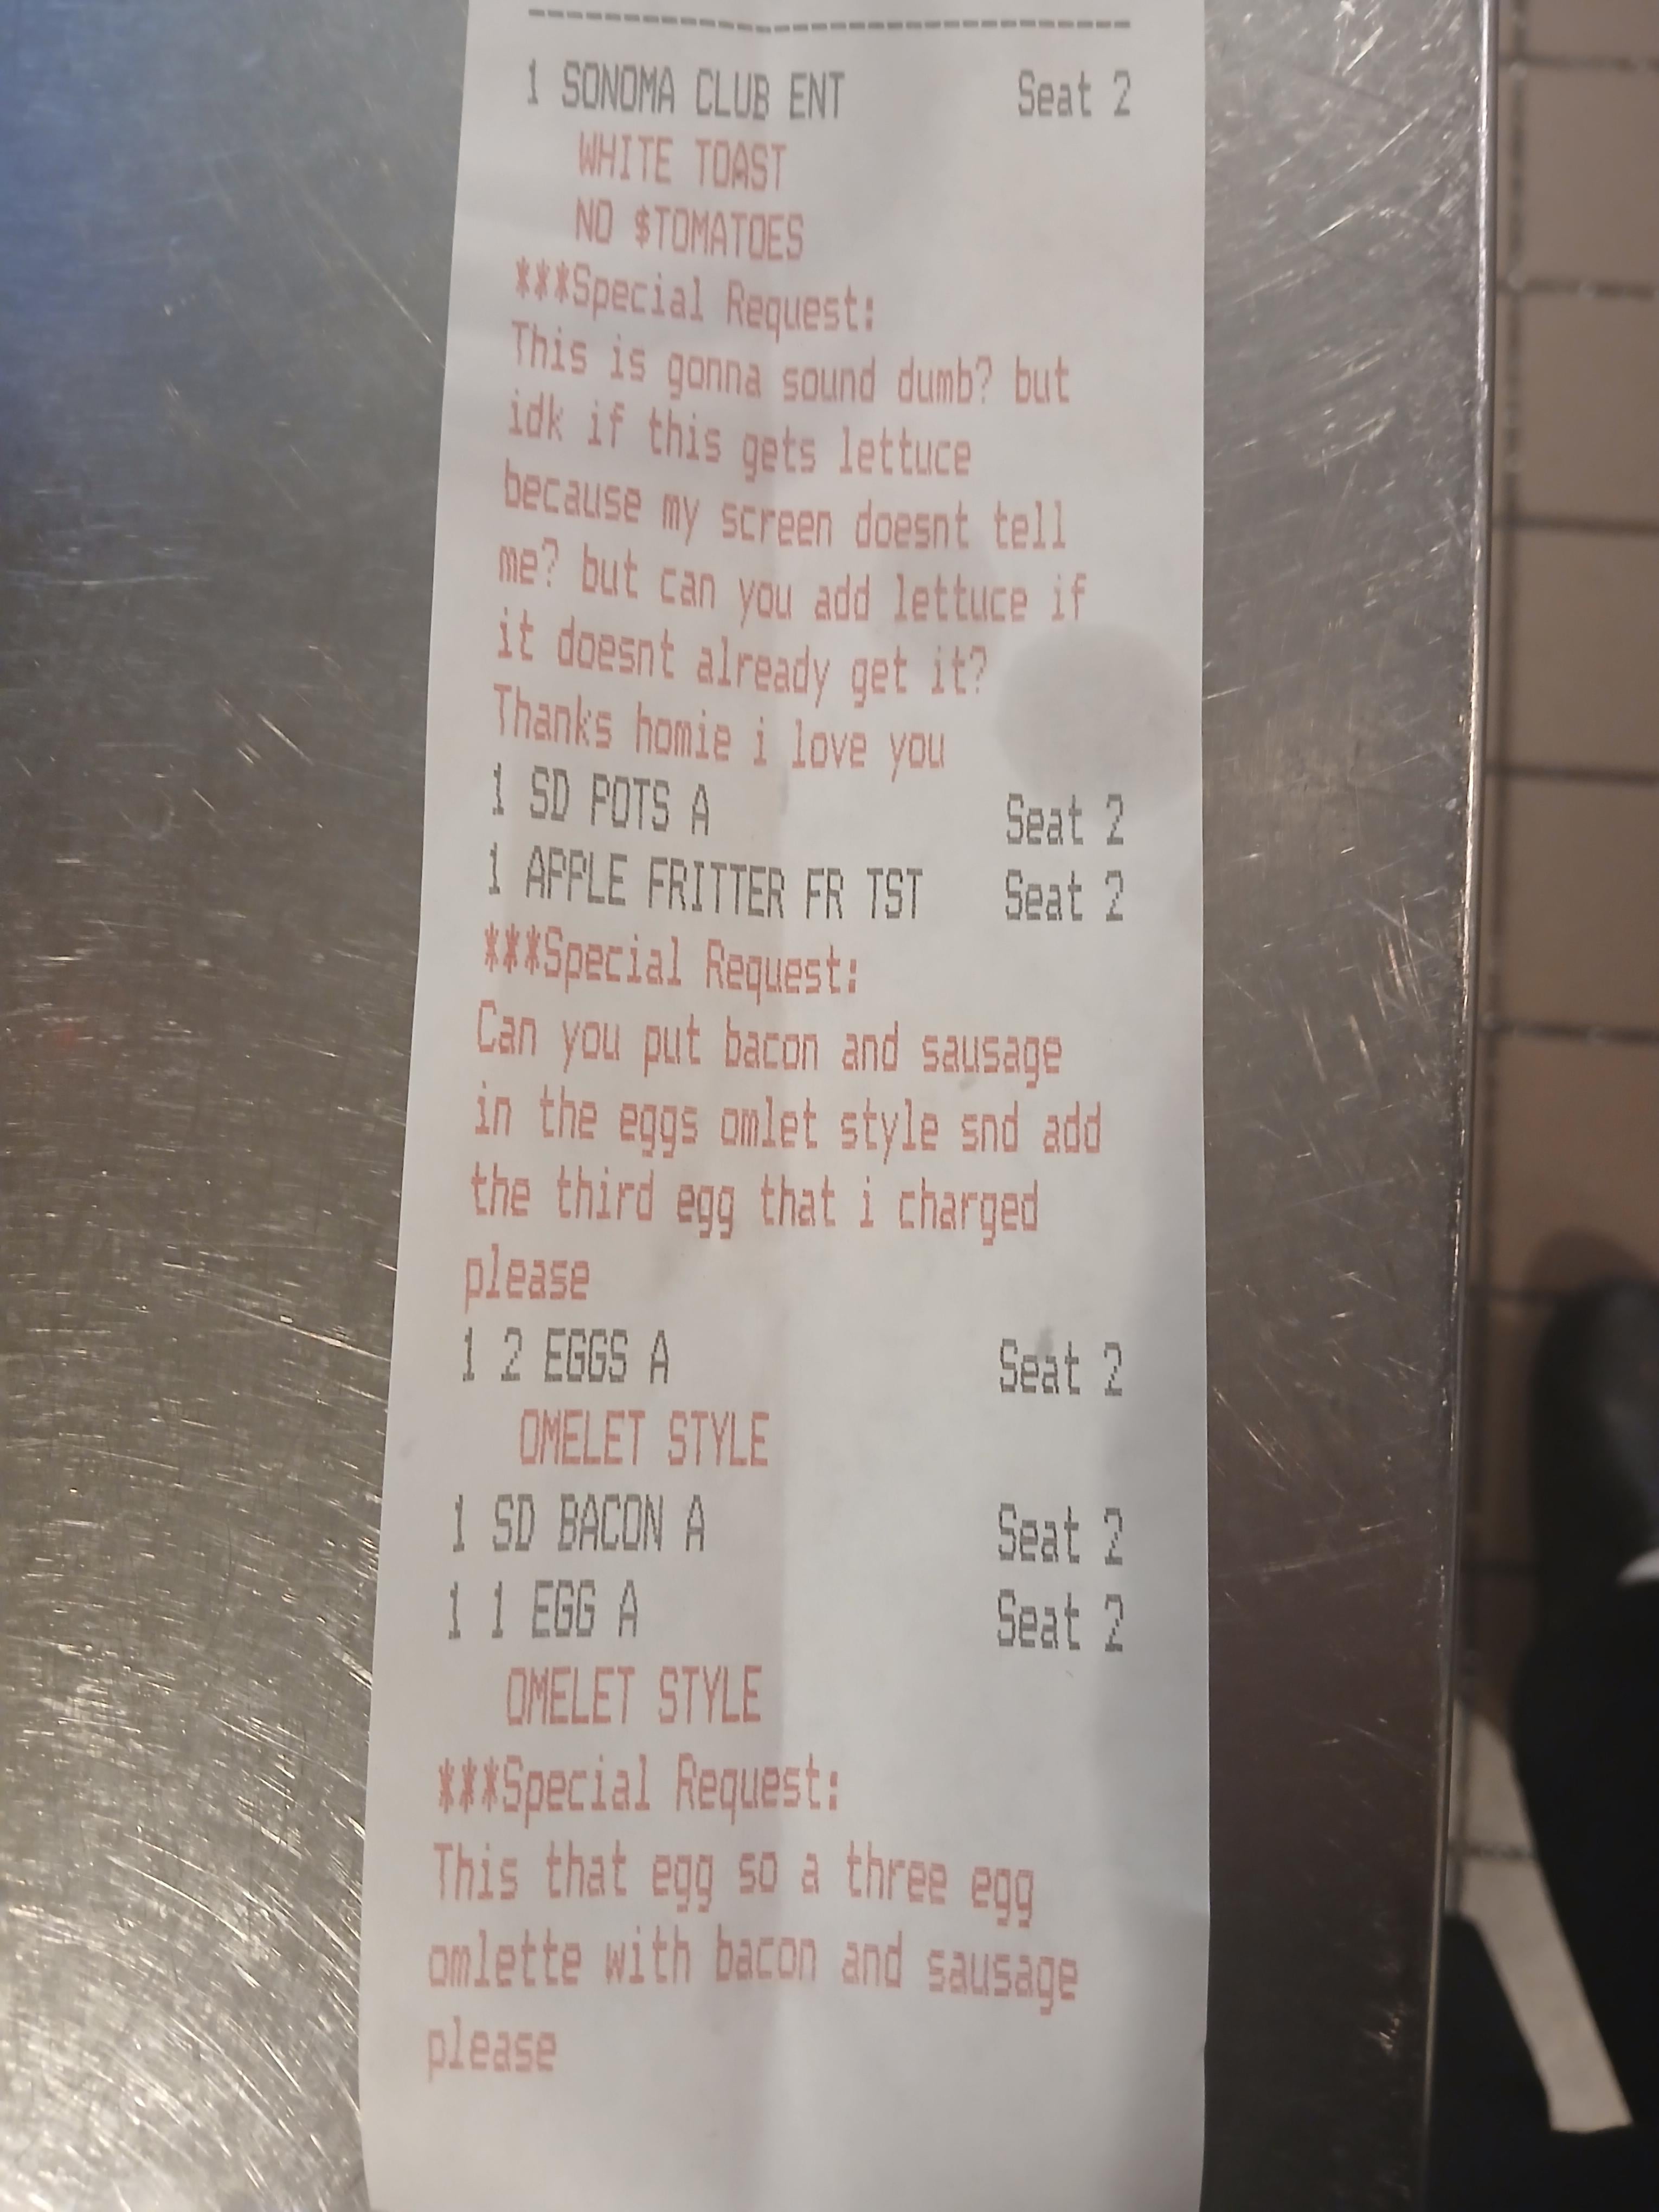 1 SONOMA CLUB ENT Seat 2
WHITE TOAST
NO $TOMATOES
***Special Request:
This is gonna sound dumb? but
idk if this gets lettuce
because my screen doesnt tell
me? but can you add lettuce if
it doesnt already get it?
Thanks homie i love you
1 SD POTS A Seat 2
1 APPLE FRITTER FR TST Seat 2
***Special Request:
Can you put bacon and sausage
in the eggs omlet style snd add
the third egg that i charged
please
1 2 EGGS A Seat 2
OMELET STYLE
1 SD BACON A Seat 2
1 1 EGG A Seat 2
OMELET STYLE
***Special Request:
This that egg so a three egg
omlette with bacon and sausage
please